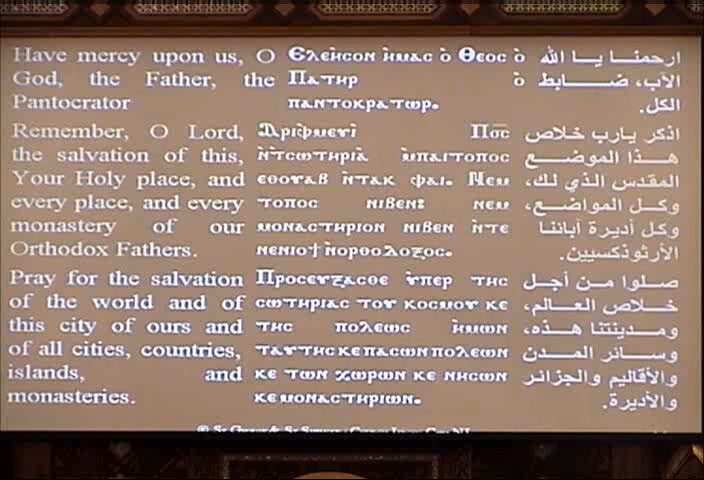 Have mercy upon us, O
God, the Father, the
Pantocrator
Ⲉⲗⲉⲏⲥⲟⲛ ⲏⲙⲁⲥ ⲟ̀ Ⲑⲉⲟⲥ ⲟ̀
Ⲡⲁⲧⲏⲣ ⲟ̀
ⲡⲁⲛⲧⲟⲕⲣⲁⲧⲱⲣ.
ارحمنا يا الله
الآب، ضابط
الكل.
Remember, O Lord,
the salvation of this,
Your Holy place, and
every place, and every
monastery of our
Orthodox Fathers.
Ⲁⲣⲓⲫ̀ⲙⲉⲩⲓ̀ Ⲡⲟ̅ⲥ̅
ⲛ̀ⲧⲥⲱⲧⲏⲣⲓⲁ̀ ⲙ̀ⲡⲁⲓⲧⲟⲡⲟⲥ
ⲉⲑⲟⲩⲁⲃ ⲛ̀ⲧⲁⲕ ⲫⲁⲓ. Ⲛⲉⲙ
ⲧⲟⲡⲟⲥ ⲛⲓⲃⲉⲛ: ⲛⲉⲙ
ⲙⲟⲛⲁⲥⲧⲏⲣⲓⲟⲛ ⲛⲓⲃⲉⲛ ⲛ̀ⲧⲉ
ⲛⲉⲛⲓⲟϯ ⲛ̀ⲟⲣⲑⲟⲇⲟⲝⲟⲥ.
اذكر يارب خلاص
هذا الموضع
المقدس الذي لك،
وكل المواضع،
وكل أديرة أبائنا
الأرثوذكسيين.
Pray for the salvation
of the world and of
this city of ours and
of all cities, countries,
islands, and
monasteries.
Ⲡⲣⲟⲥⲉⲩⲝⲁⲥⲑⲉ ⲩ̀ⲡⲉⲣ ⲧⲏⲥ
ⲥⲱⲧⲏⲣⲓⲁⲥ ⲧⲟⲩ ⲕⲟⲥⲙⲟⲩ ⲕⲉ
ⲧⲏⲥ ⲡⲟⲗⲉⲱⲥ ⲏ̀ⲙⲱⲛ
ⲧⲁⲩⲧⲏⲥ ⲕⲉ ⲡⲁⲥⲱⲛ ⲡⲟⲗⲉⲱⲛ
ⲕⲉ ⲧⲱⲛ ⲭⲱⲣⲱⲛ ⲕⲉ ⲛⲏⲥⲱⲛ
ⲕⲉ ⲙⲟⲛⲁⲥⲧⲏⲣⲓⲱⲛ.
صلوا من أجل
خلاص العالم،
ومدينتنا هذه،
وسائر المدن
والأقاليم والجزائر
والأديرة.